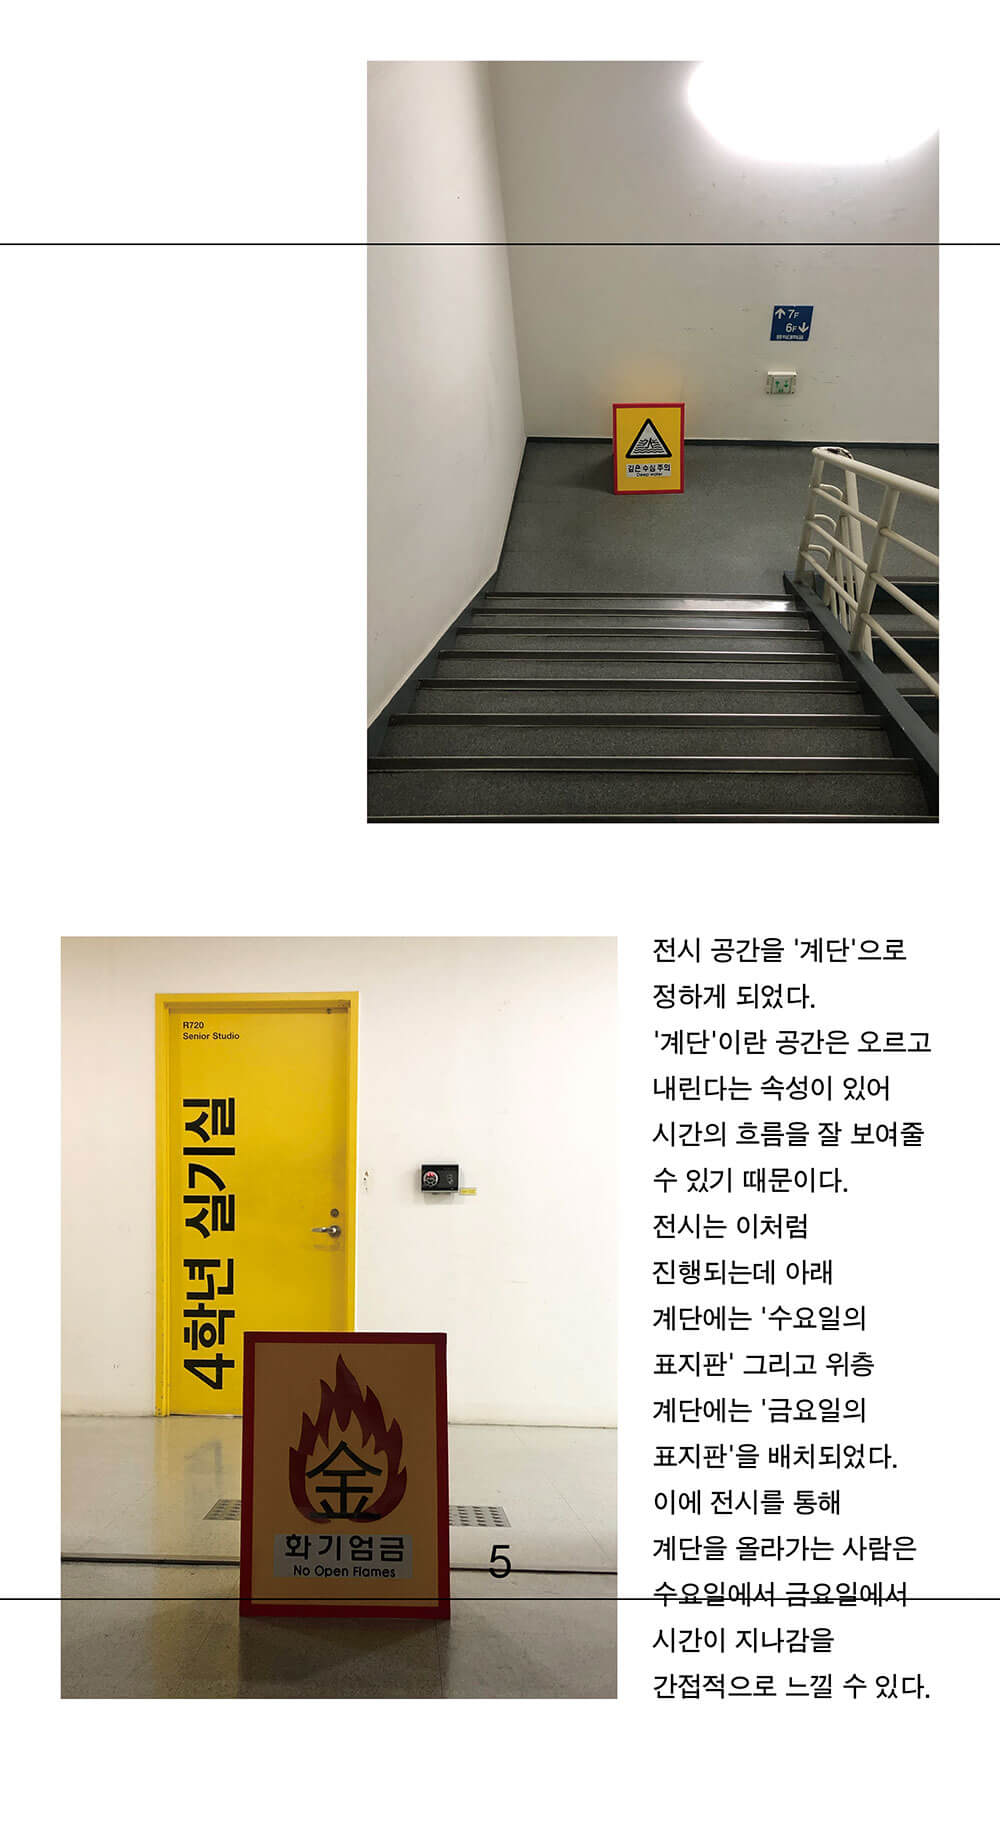 7F
6F
깊은 수심 주의
Deep water
전시 공간을 '계단'으로
정하게 되었다.
'계단'이란 공간은 오르고
내린다는 속성이 있어
시간의 흐름을 잘 보여줄
수 있기 때문이다.
전시는 이처럼
진행되는데 아래
계단에는 '수요일의
표지판' 그리고 위층
계단에는 '금요일의
표지판'을 배치되었다.
이에 전시를 통해
계단을 올라가는 사람은
수요일에서 금요일에서
시간이 지나감을
간접적으로 느낄 수 있다.
R720
Senior Studio
4학년 실기실
金
화기엄금
No Open Flames
5